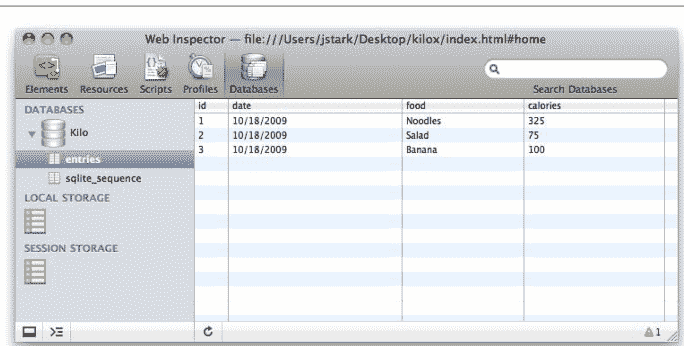 Web Inspector — file:///Users/jstark/Desktop/kilox/index.html#home
Elements Resources Scripts Profiles Databases Search Databases
DATABASES
Kilo
entries
sqlite_sequence
LOCAL STORAGE
SESSION STORAGE
id date food calories
1 10/18/2009 Noodles 325
2 10/18/2009 Salad 75
3 10/18/2009 Banana 100
1